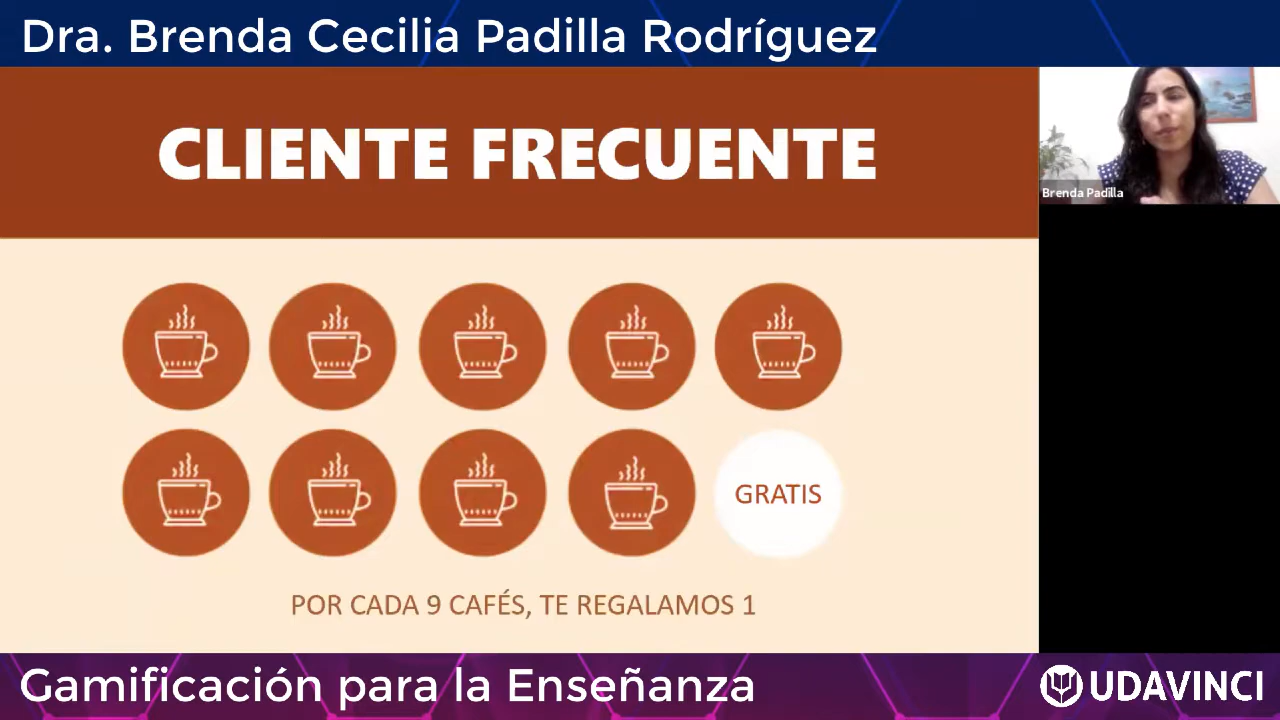 Dra. Brenda Cecilia Padilla Rodríguez
CLIENTE FRECUENTE
Brenda Padilla
GRATIS
POR CADA 9 CAFÉS, TE REGALAMOS 1
Gamificación para la Enseñanza
UDAVINCI